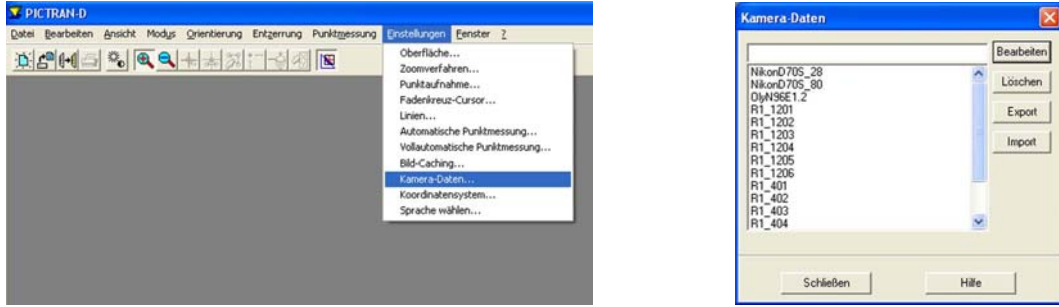 PICTRAN-D
Datei Bearbeiten Ansicht Modus Orientierung Entzerrung Punktmessung Einstellungen Fenster ?
Oberfläche...
Zoomverfahren...
Punktaufnahme...
Fadenkreuz-Cursor...
Linien...
Automatische Punktmessung...
Vollautomatische Punktmessung...
Bild-Caching...
Kamera-Daten...
Koordinatensystem...
Sprache wählen...
Kamera-Daten
Bearbeiten
NikonD70S_28
NikonD70S_80
Löschen
OlyN96E1.2
R1_1201
Export
R1_1202
R1_1203
Import
R1_1204
R1_1205
R1_1206
R1_401
R1_402
R1_403
R1_404
Schließen Hilfe